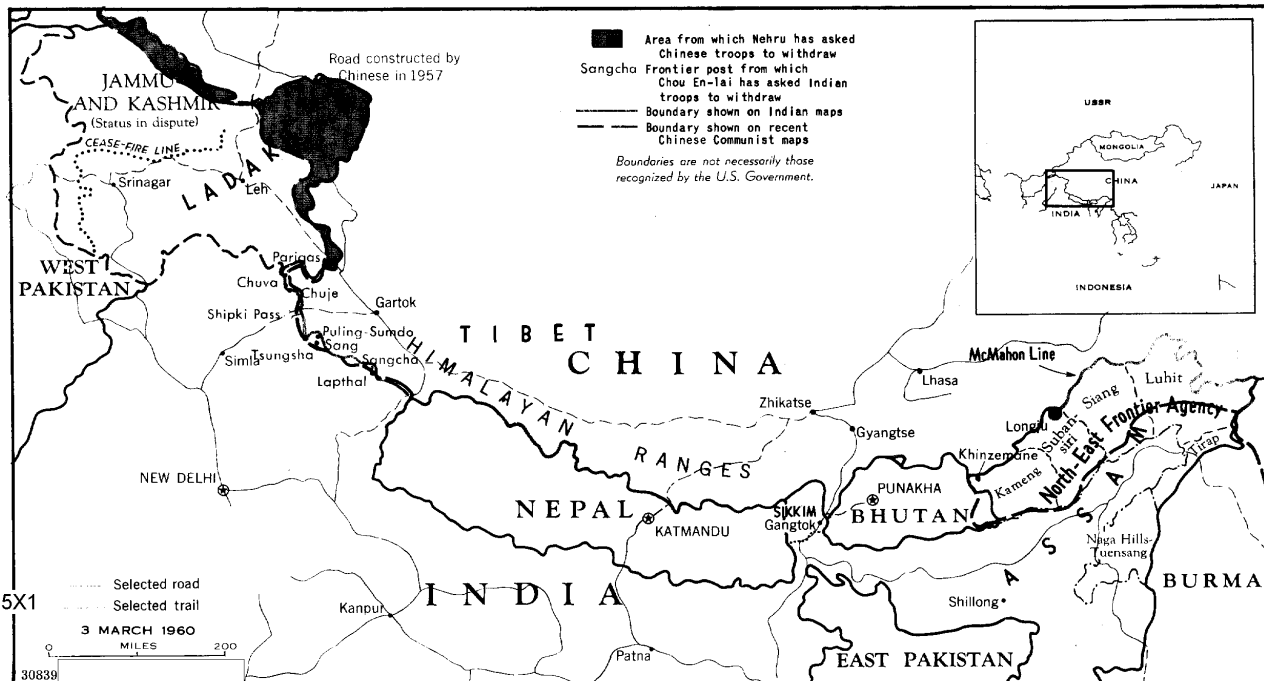 Road constructed by
Chinese in 1957
JAMMU
AND KASHMIR
(Status in dispute)
CEASE-FIRE LINE
Srinagar
LADAK
Leh
WEST
PAKISTAN
Area from which Nehru has asked
Chinese troops to withdraw
Sangcha Frontier post from which
Chou En-lai has asked Indian
troops to withdraw
Boundary shown on Indian maps
Boundary shown on recent
Chinese Communist maps
Boundaries are not necessarily those
recognized by the U.S. Government.
USSR
MONGOLIA
CHINA
JAPAN
INDIA
INDONESIA
Parigas
Chuva
Chuje
Shipki Pass
Gartok
Puling-Sumdo
Sang
Simla
Tsungsha
Sangcha
Lapthal
TIBET
CHINA
HIMALAYAN
RANGES
McMahon Line
Lhasa
Zhikatse
Gyangtse
Longju
Khinzemane
Kameng
Suban-
siri
Siang
Luhit
Tirap
North-East Frontier Agency
NEW DELHI
NEPAL
KATMANDU
SIKKIM
Gangtok
PUNAKHA
BHUTAN
ASSAM
Naga Hills-
Tuensang
BURMA
INDIA
Kanpur
Patna
Shillong
EAST PAKISTAN
Selected road
Selected trail
5X1
3 MARCH 1960
MILES
0 200
30839